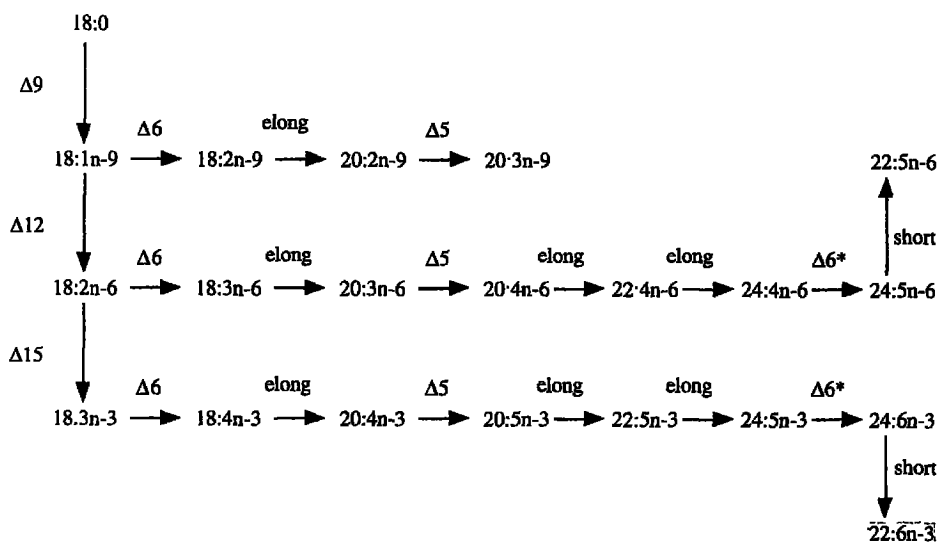 18:0
Δ9
Δ6 elong Δ5
18:1n-9 18:2n-9 20:2n-9 20·3n-9 22:5n-6
Δ12 short
Δ6 elong Δ5 elong elong Δ6*
18:2n-6 18:3n-6 20:3n-6 20·4n-6 22·4n-6 24:4n-6 24:5n-6
Δ15
Δ6 elong Δ5 elong elong Δ6*
18.3n-3 18:4n-3 20:4n-3 20:5n-3 22:5n-3 24:5n-3 24:6n-3
short
22:6n-3